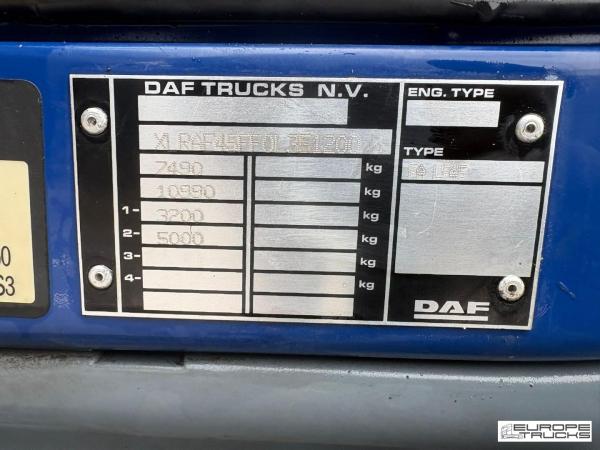 DAF TRUCKS N.V.
ENG. TYPE
TYPE
7490 kg
10990 kg
1- 3200 kg
2- 5000 kg
3- kg
4- kg
DAF
S3
EUROPE
TRUCKS